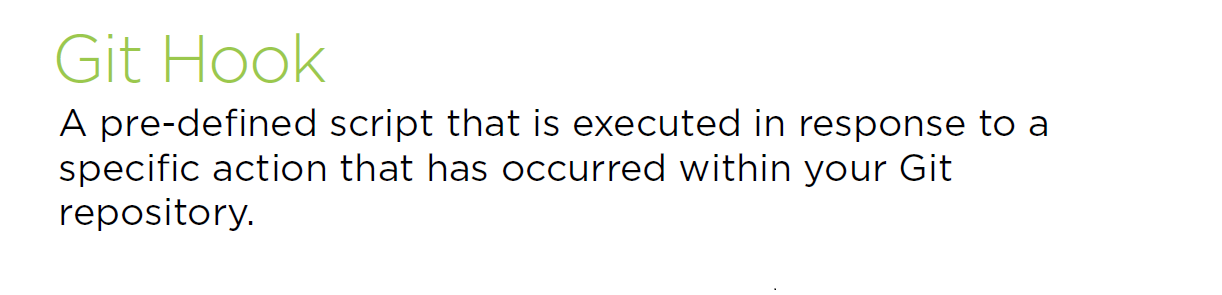 Git Hook
A pre-defined script that is executed in response to a
specific action that has occurred within your Git
repository.